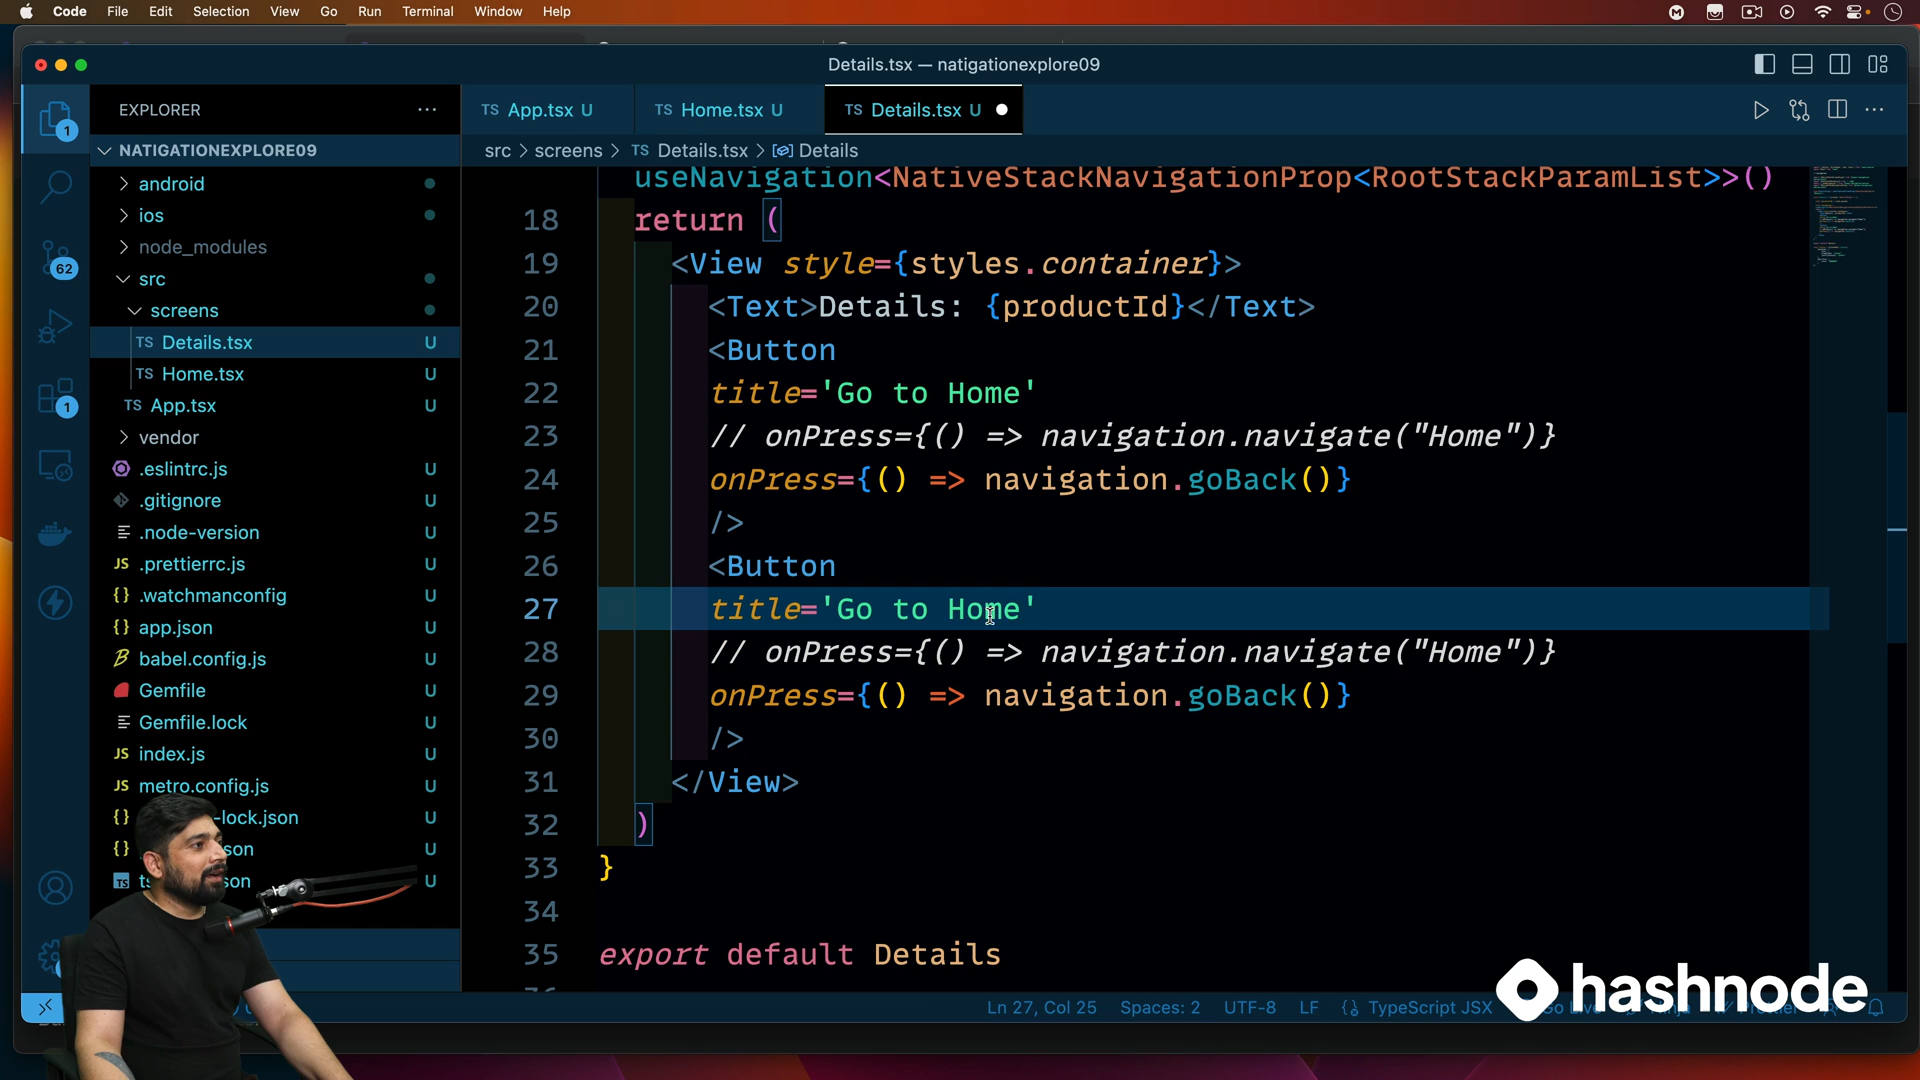 Code File Edit Selection View Go Run Terminal Window Help
Details.tsx — natigationexplore09
EXPLORER
TS App.tsx U TS Home.tsx U TS Details.tsx U
NATIGATIONEXPLORE09
src > screens > TS Details.tsx > Details
android
ios
node_modules
src
screens
TS Details.tsx U
TS Home.tsx U
TS App.tsx U
vendor
.eslintrc.js U
.gitignore U
.node-version U
JS .prettierrc.js U
{} .watchmanconfig U
{} app.json U
babel.config.js U
Gemfile U
Gemfile.lock U
JS index.js U
JS metro.config.js U
{} -lock.json U
{} son U
TS ts son U
1
62
1
useNavigation<NativeStackNavigationProp<RootStackParamList>>()
18 return (
19 <View style={styles.container}>
20 <Text>Details: {productId}</Text>
21 <Button
22 title='Go to Home'
23 // onPress={() => navigation.navigate("Home")}
24 onPress={() => navigation.goBack()}
25 />
26 <Button
27 title='Go to Home'
28 // onPress={() => navigation.navigate("Home")}
29 onPress={() => navigation.goBack()}
30 />
31 </View>
32 )
33 }
34
35 export default Details
Ln 27, Col 25 Spaces: 2 UTF-8 LF {} TypeScript JSX
hashnode